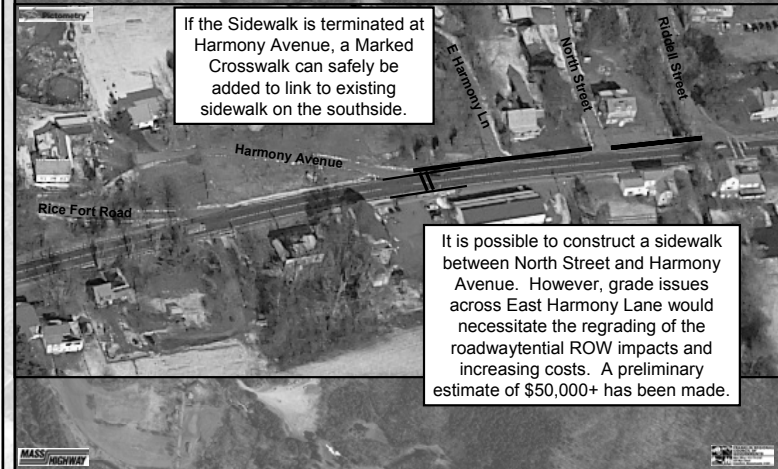 Pictometry
If the Sidewalk is terminated at
Harmony Avenue, a Marked
Crosswalk can safely be
added to link to existing
sidewalk on the southside.
E Harmony Ln
North Street
Riddell Street
Harmony Avenue
Rice Fort Road
It is possible to construct a sidewalk
between North Street and Harmony
Avenue. However, grade issues
across East Harmony Lane would
necessitate the regrading of the
roadwaytential ROW impacts and
increasing costs. A preliminary
estimate of $50,000+ has been made.
MASS HIGHWAY